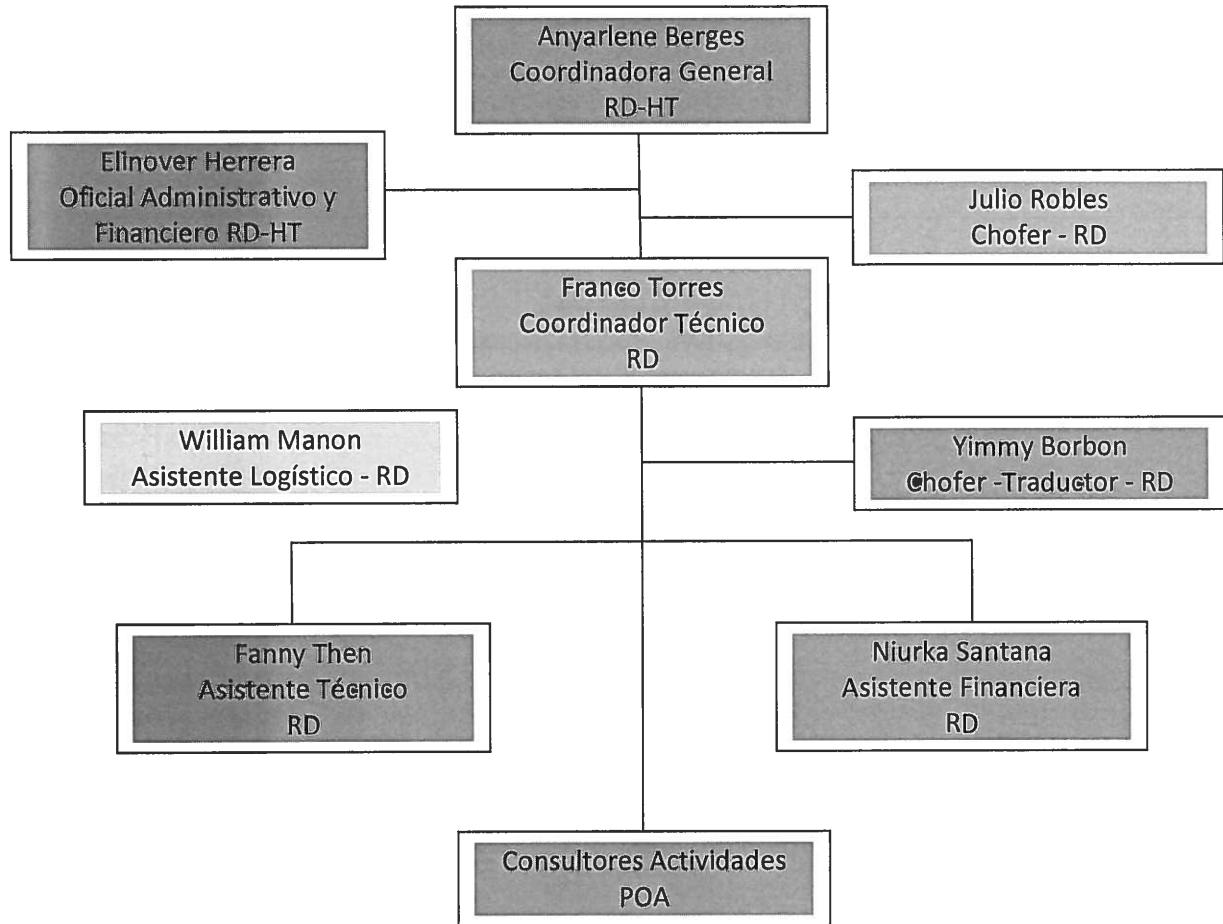 Anyarlene Berges
Coordinadora General
RD-HT
Elinover Herrera
Oficial Administrativo y
Financiero RD-HT
Julio Robles
Chofer - RD
Franco Torres
Coordinador Técnico
RD
William Manon
Asistente Logístico - RD
Yimmy Borbon
Chofer -Traductor - RD
Fanny Then
Asistente Técnico
RD
Niurka Santana
Asistente Financiera
RD
Consultores Actividades
POA